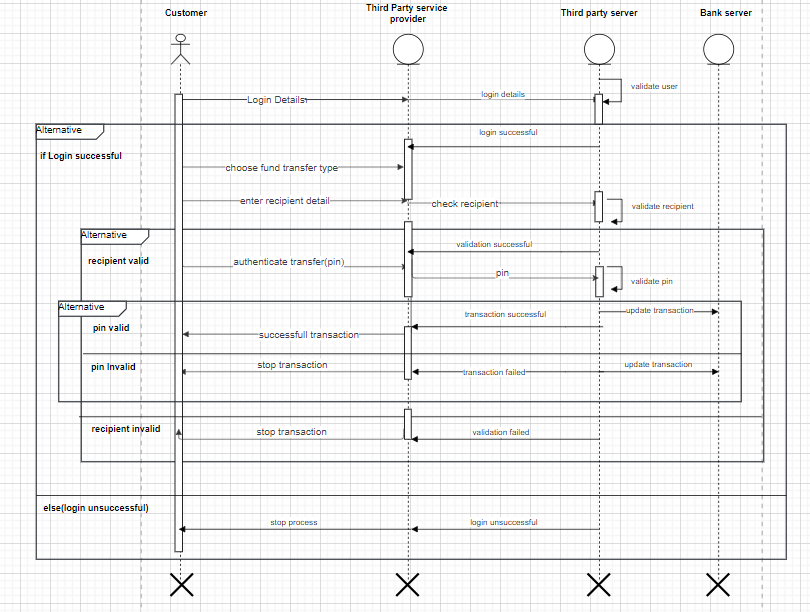 Customer
Third Party service
provider
Third party server
Bank server
validate user
login details
Login Details
Alternative
login successful
if Login successful
choose fund transfer type
enter recipient detail
check recipient
validate recipient
Alternative
validation successful
recipient valid
authenticate transfer(pin)
pin
validate pin
Alternative
transaction successful
update transaction
pin valid
successfull transaction
pin Invalid
stop transaction
transaction failed
update transaction
recipient invalid
stop transaction
validation failed
else(login unsuccessful)
stop process
login unsuccessful